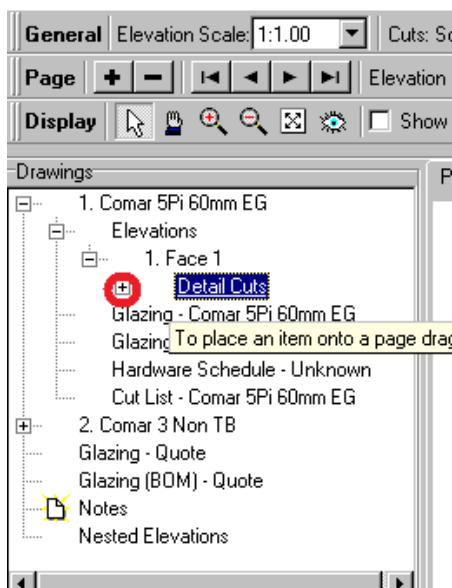 General Elevation Scale: 1:1.00 Cuts:
Page Elevation
Display Show
Drawings
1. Comar 5Pi 60mm EG
Elevations
1. Face 1
Detail Cuts
Glazing - Comar 5Pi 60mm EG
Glazing To place an item onto a page drag
Hardware Schedule - Unknown
Cut List - Comar 5Pi 60mm EG
2. Comar 3 Non TB
Glazing - Quote
Glazing (BOM) - Quote
Notes
Nested Elevations